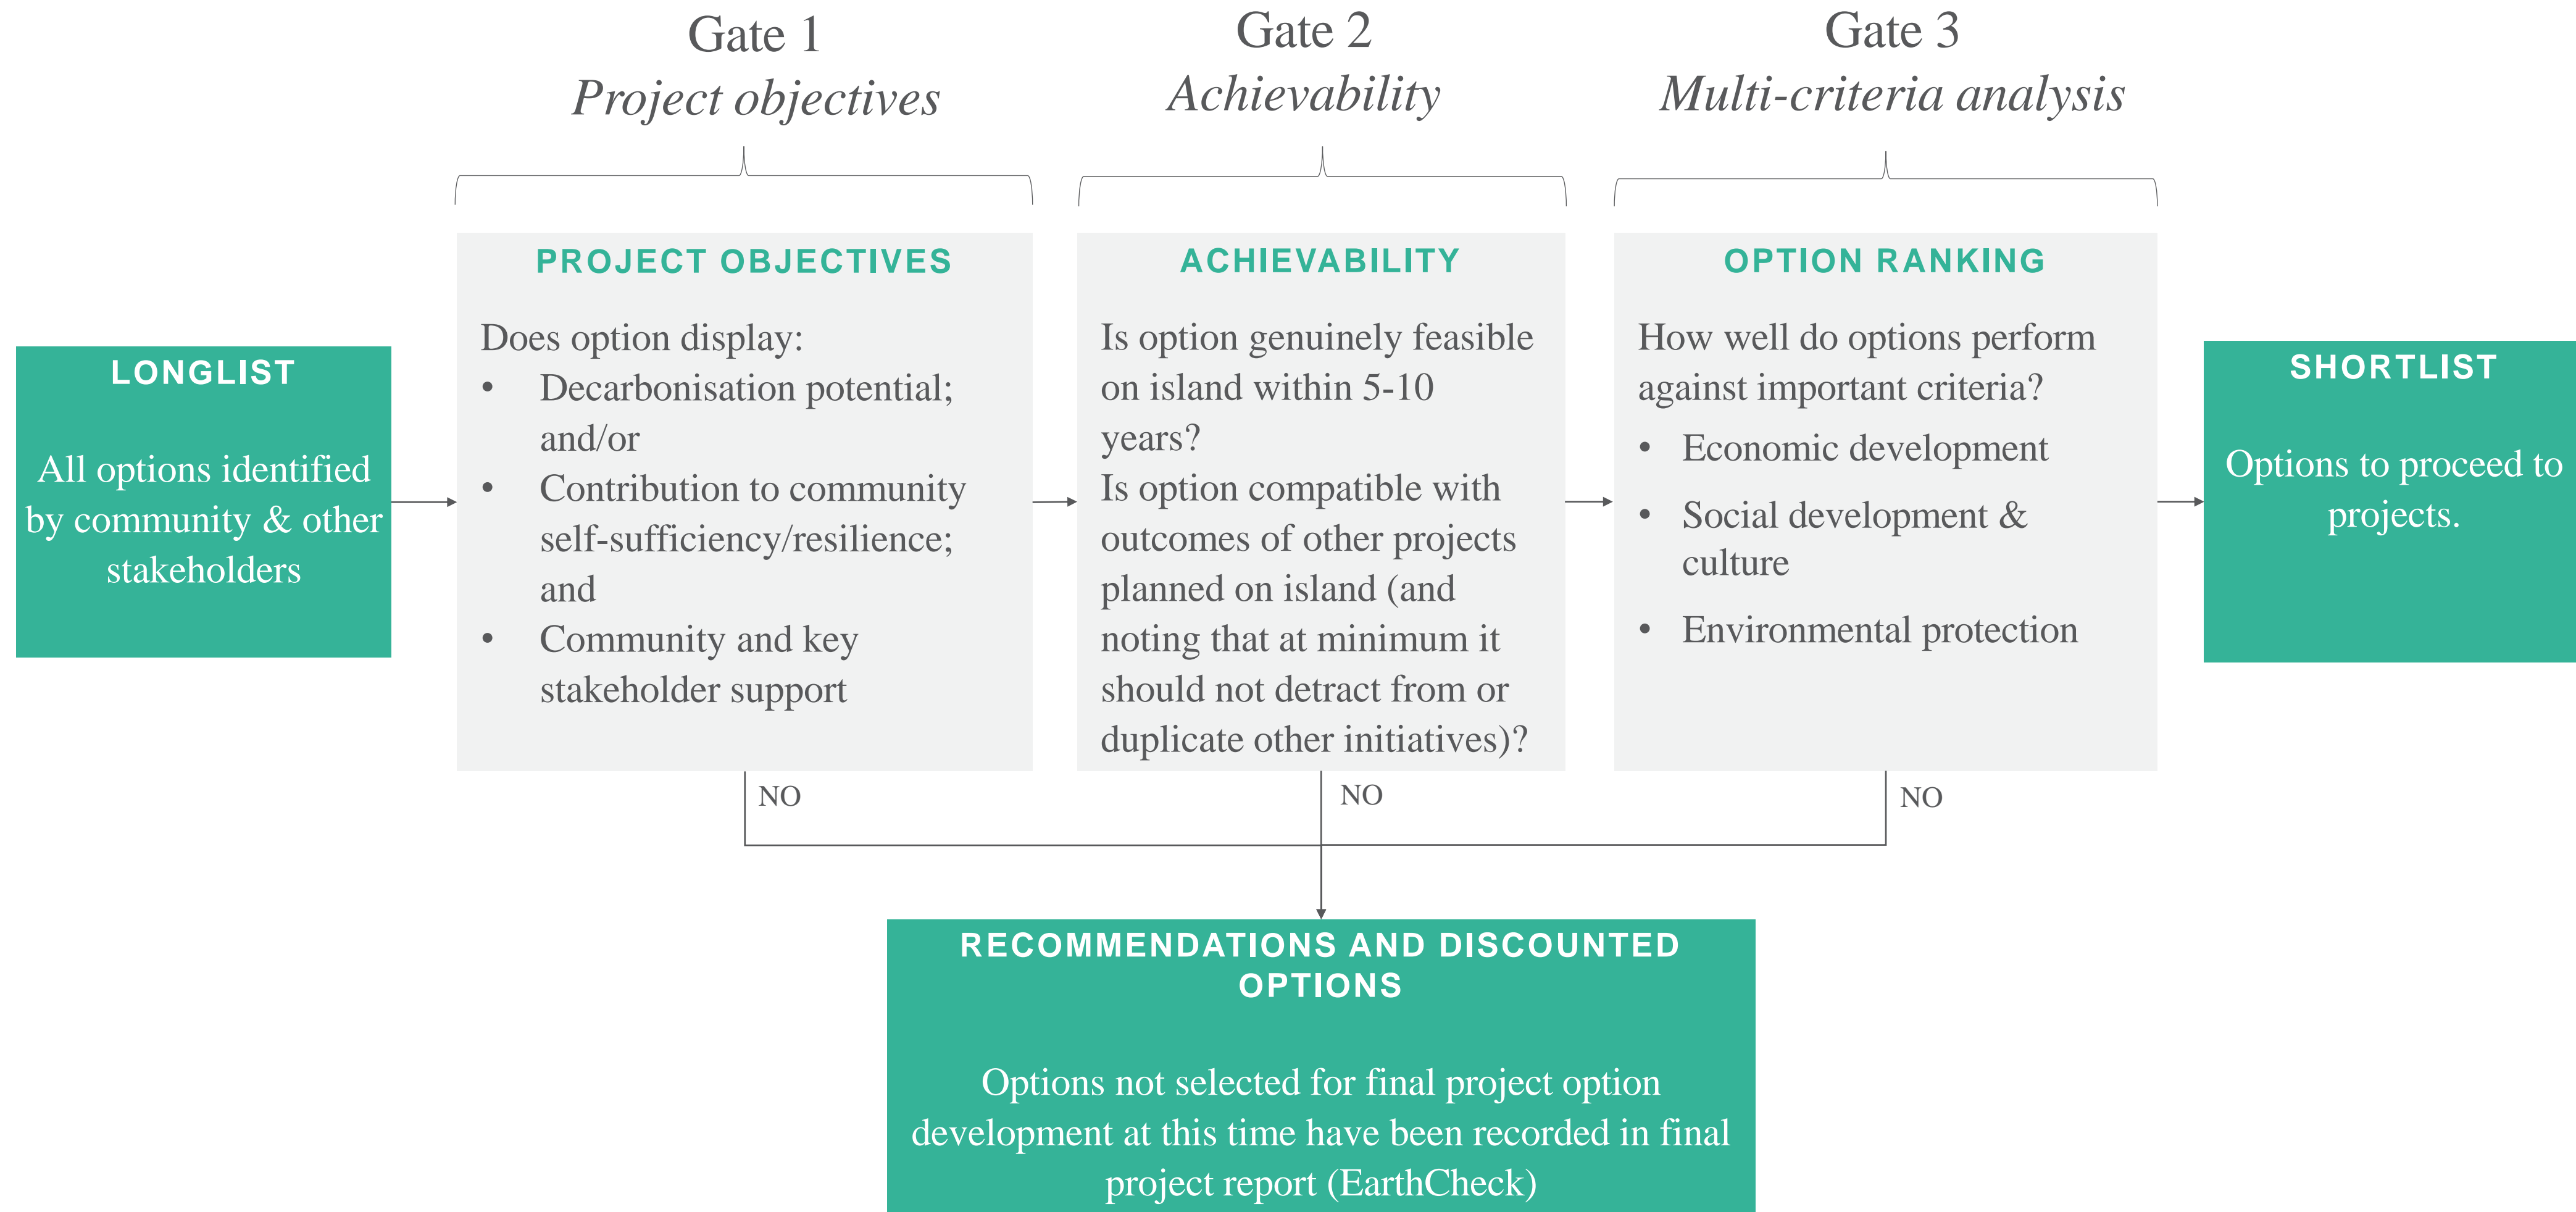 Gate 1
Project objectives
Gate 2
Achievability
Gate 3
Multi-criteria analysis
LONGLIST
All options identified
by community & other
stakeholders
PROJECT OBJECTIVES
Does option display:
• Decarbonisation potential;
and/or
• Contribution to community
self-sufficiency/resilience;
and
• Community and key
stakeholder support
ACHIEVABILITY
Is option genuinely feasible
on island within 5-10
years?
Is option compatible with
outcomes of other projects
planned on island (and
noting that at minimum it
should not detract from or
duplicate other initiatives)?
OPTION RANKING
How well do options perform
against important criteria?
• Economic development
• Social development &
culture
• Environmental protection
SHORTLIST
Options to proceed to
projects.
NO
NO
NO
RECOMMENDATIONS AND DISCOUNTED
OPTIONS
Options not selected for final project option
development at this time have been recorded in final
project report (EarthCheck)